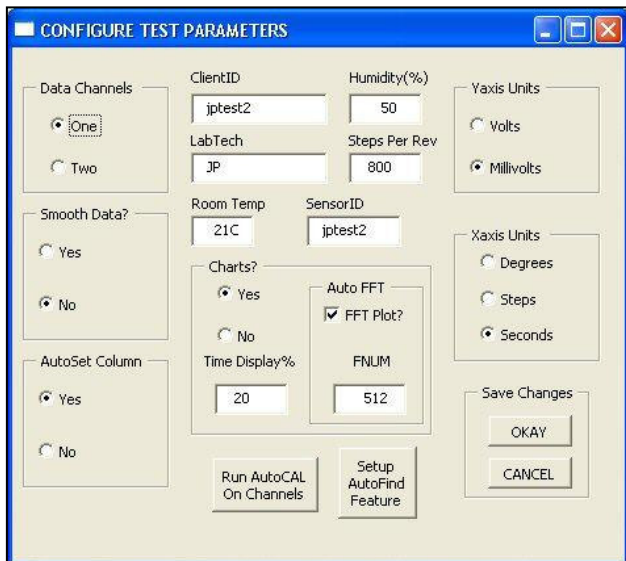 CONFIGURE TEST PARAMETERS
Data Channels
One
Two
Smooth Data?
Yes
No
AutoSet Column
Yes
No
ClientID
jptest2
Humidity(%)
50
LabTech
JP
Steps Per Rev
800
Room Temp
21C
SensorID
jptest2
Charts?
Yes
No
Time Display%
20
Auto FFT
FFT Plot?
FNUM
512
Run AutoCAL
On Channels
Setup
AutoFind
Feature
Yaxis Units
Volts
Millivolts
Xaxis Units
Degrees
Steps
Seconds
Save Changes
OKAY
CANCEL